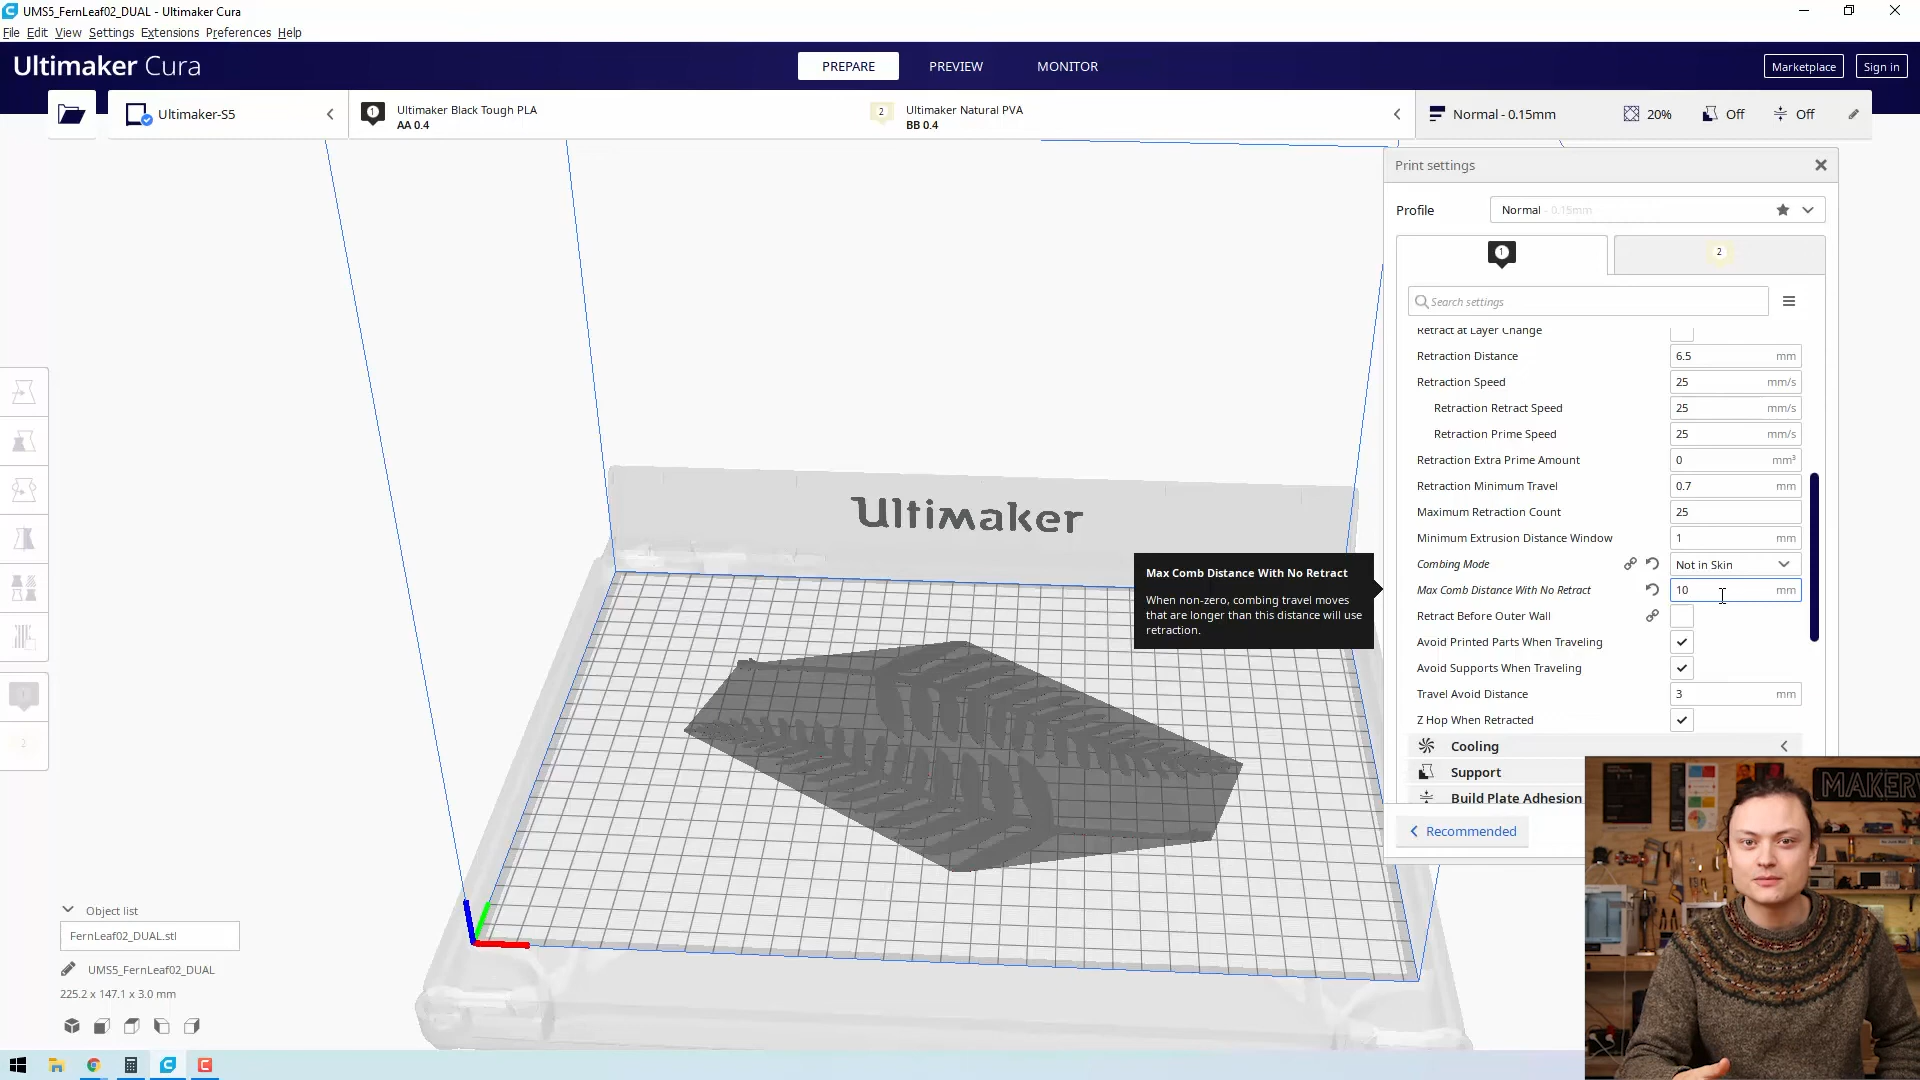 UMS5_FernLeaf02_DUAL - Ultimaker Cura
File Edit View Settings Extensions Preferences Help
Ultimaker Cura
PREPARE
PREVIEW
MONITOR
Marketplace
Sign in
Ultimaker-S5
1
Ultimaker Black Tough PLA
AA 0.4
2
Ultimaker Natural PVA
BB 0.4
Normal - 0.15mm
20%
Off
Off
Print settings
Profile
Normal - 0.15mm
1
2
Search settings
Retract at Layer Change
Retraction Distance 6.5 mm
Retraction Speed 25 mm/s
Retraction Retract Speed 25 mm/s
Retraction Prime Speed 25 mm/s
Retraction Extra Prime Amount 0 mm³
Retraction Minimum Travel 0.7 mm
Maximum Retraction Count 25
Minimum Extrusion Distance Window 1 mm
Combing Mode Not in Skin
Max Comb Distance With No Retract 10 mm
Retract Before Outer Wall
Avoid Printed Parts When Traveling
Avoid Supports When Traveling
Travel Avoid Distance 3 mm
Z Hop When Retracted
Cooling
Support
Build Plate Adhesion
Recommended
Max Comb Distance With No Retract
When non-zero, combing travel moves
that are longer than this distance will use
retraction.
Ultimaker
1
2
Object list
FernLeaf02_DUAL.stl
UMS5_FernLeaf02_DUAL
225.2 x 147.1 x 3.0 mm
MAKER